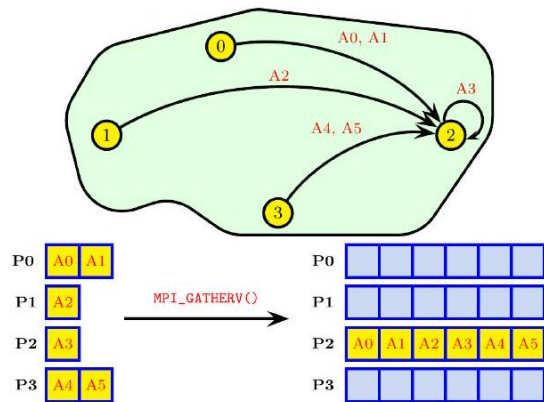 0
A0, A1
A2
A3
1
A4, A5
2
3
P0 A0 A1 P0
P1 A2 MPI_GATHERV() P1
P2 A3 P2 A0 A1 A2 A3 A4 A5
P3 A4 A5 P3